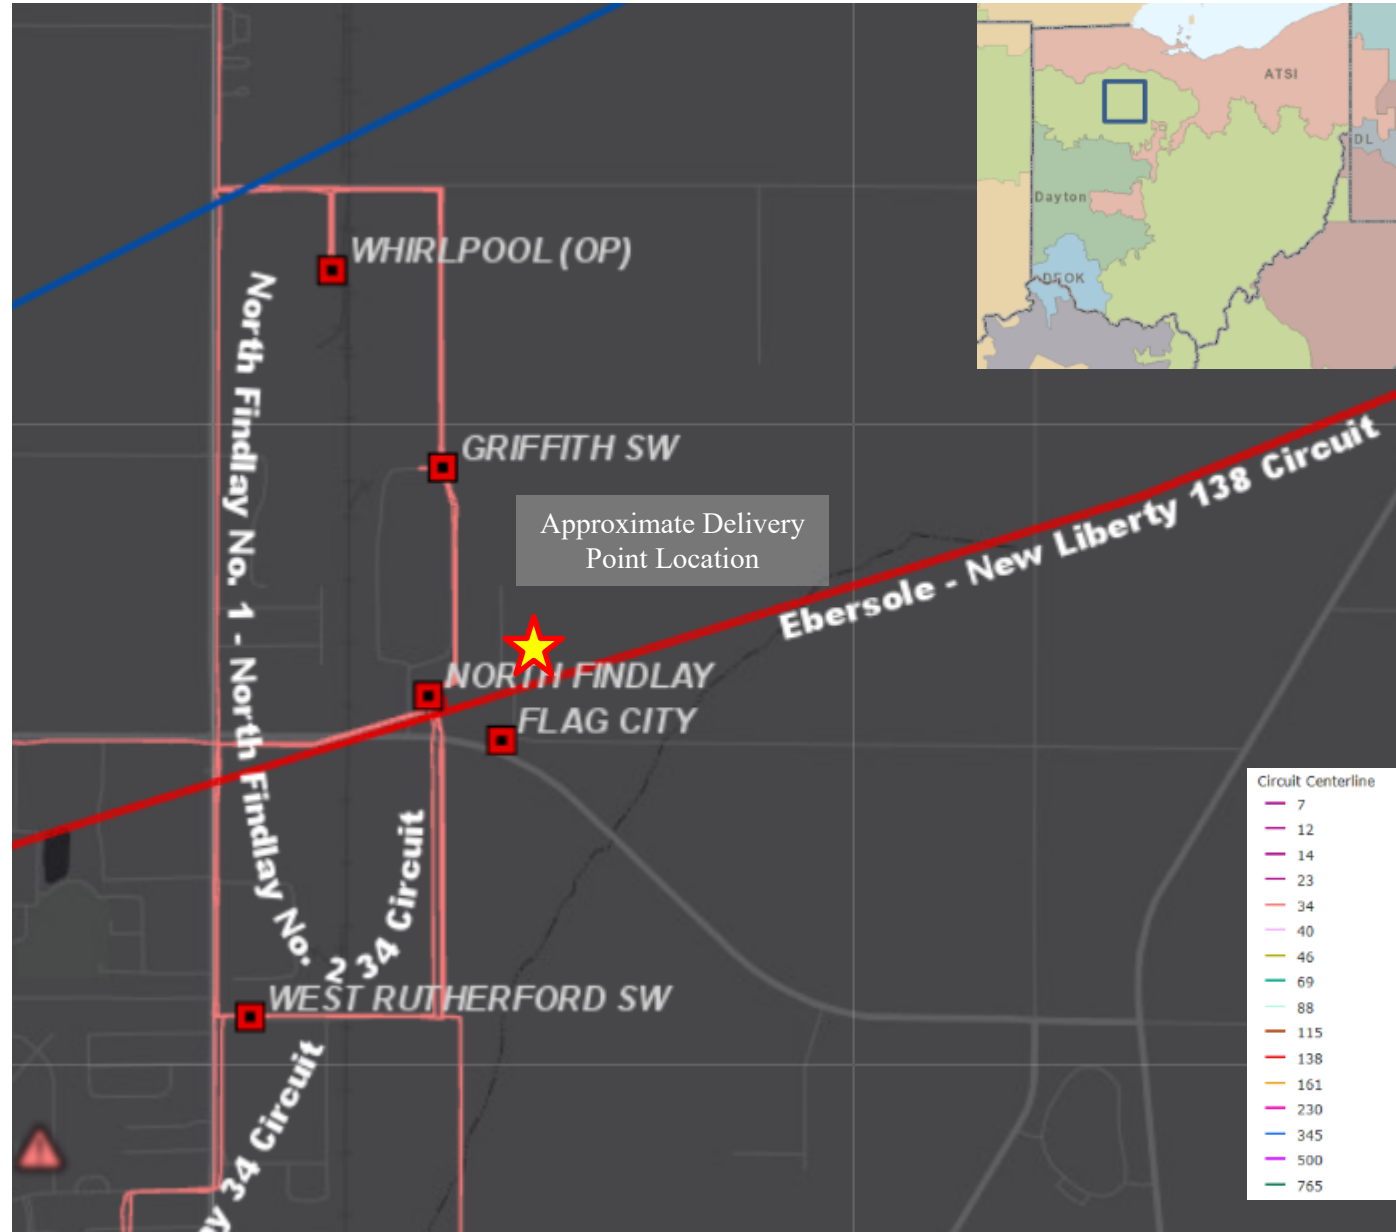 ATSI
DL
Dayton
DEOK
WHIRLPOOL (OP)
North Findlay No. 1 - North Findlay No. 2 34 Circuit
GRIFFITH SW
Approximate Delivery
Point Location
Ebersole - New Liberty 138 Circuit
NORTH FINDLAY
FLAG CITY
WEST RUTHERFORD SW
34 Circuit
Circuit Centerline
7
12
14
23
34
40
46
69
88
115
138
161
230
345
500
765